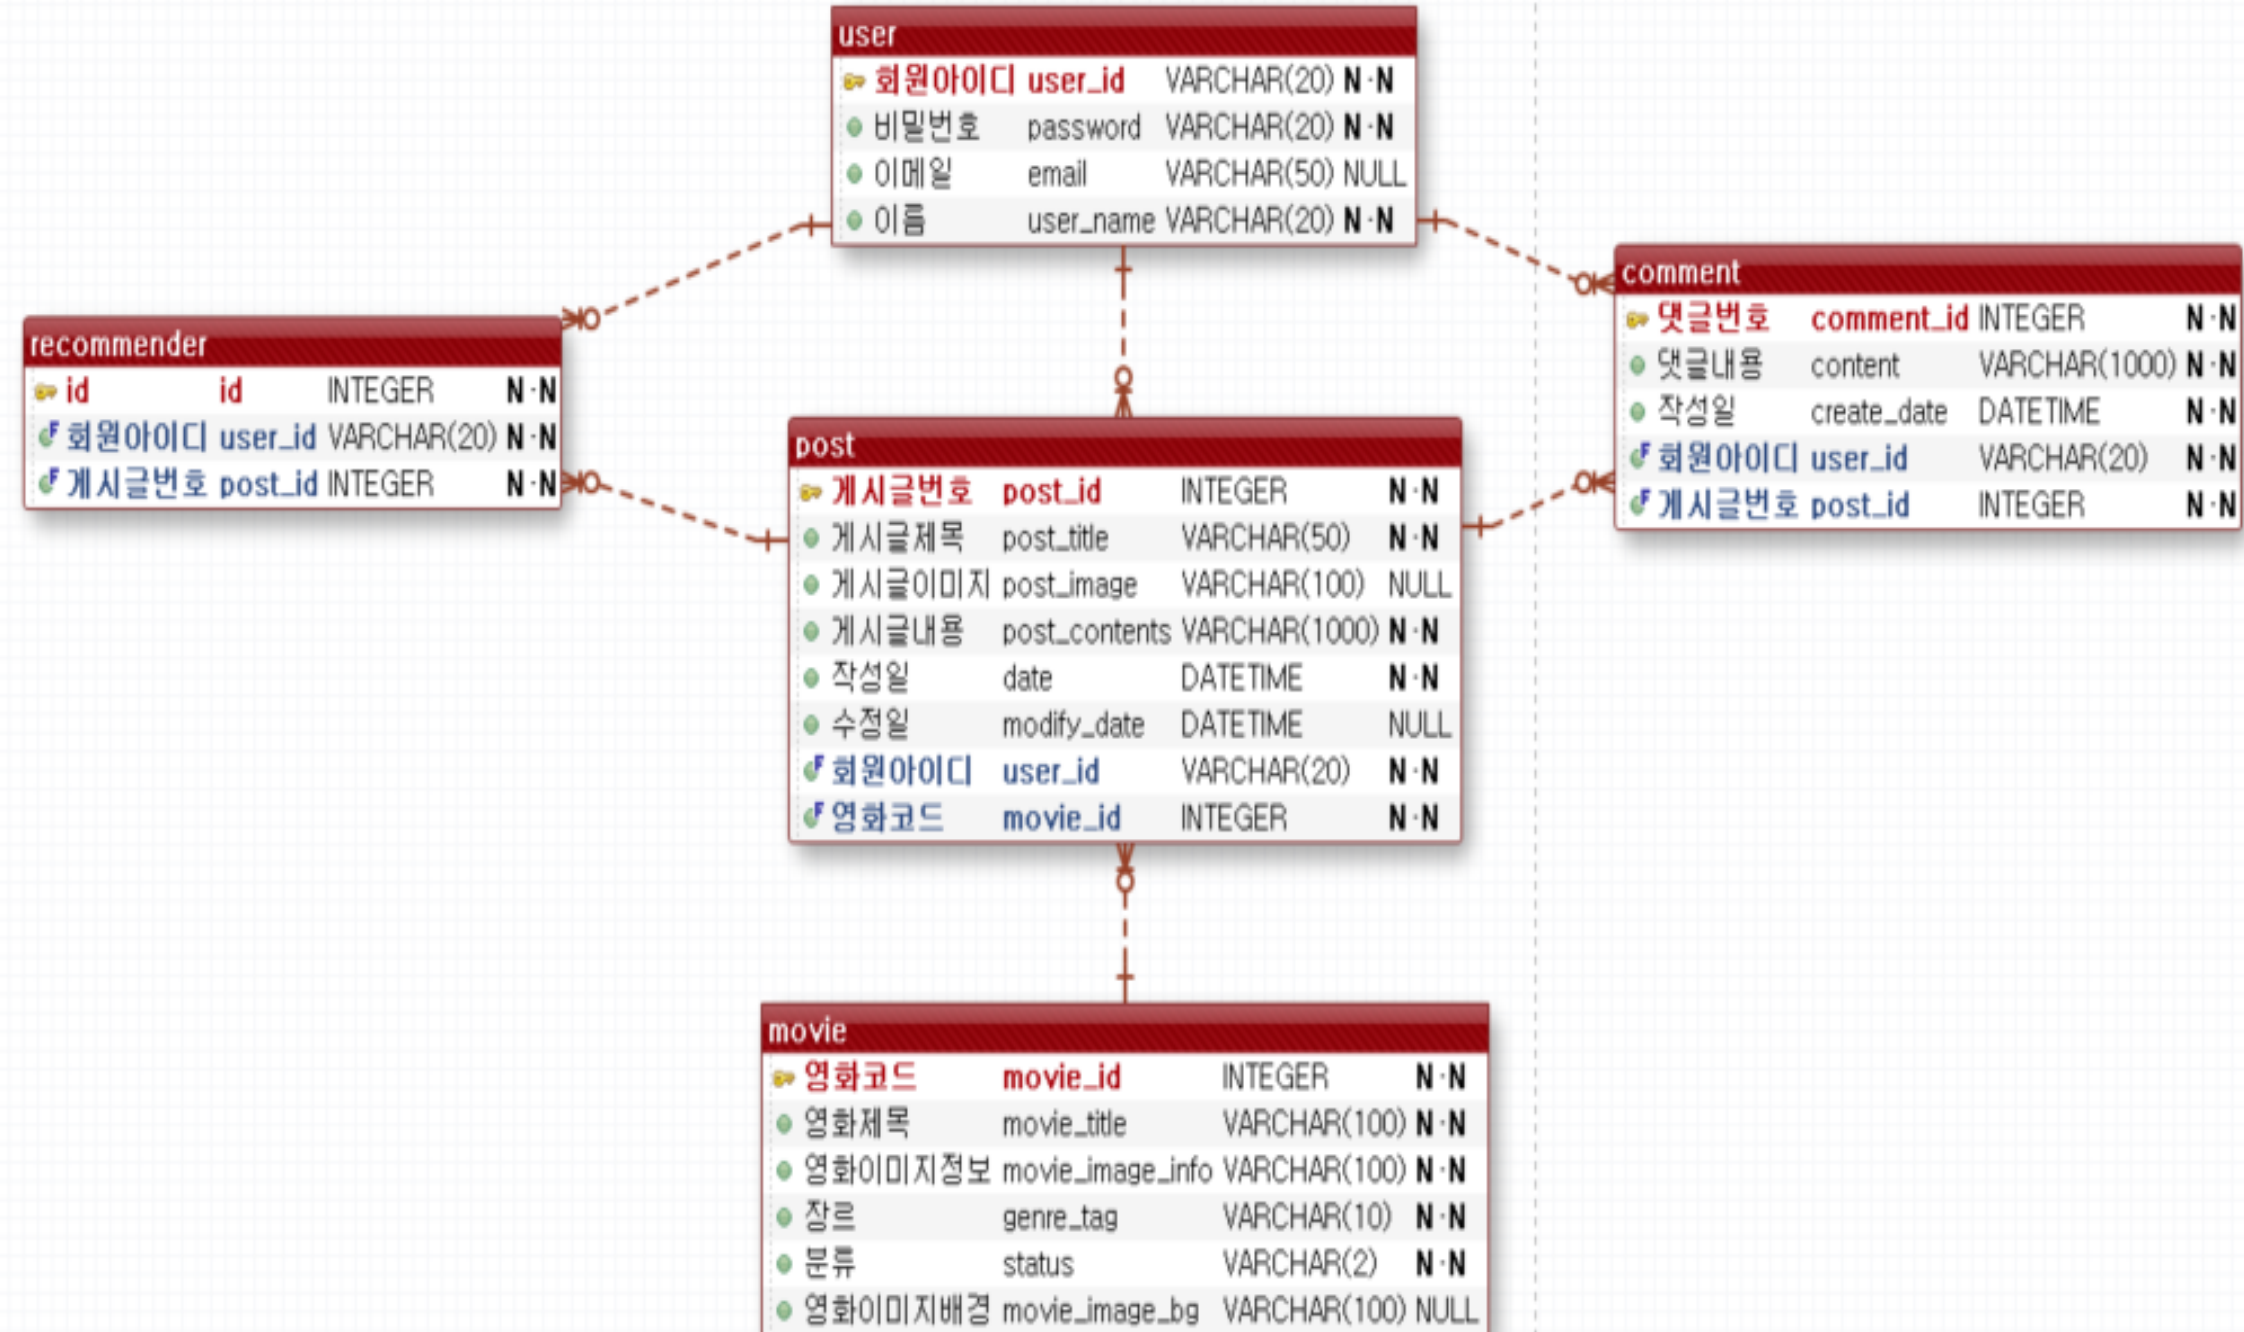 user
회원아이디 user_id VARCHAR(20) N·N
비밀번호 password VARCHAR(20) N·N
이메일 email VARCHAR(50) NULL
이름 user_name VARCHAR(20) N·N
recommender
id id INTEGER N·N
회원아이디 user_id VARCHAR(20) N·N
게시글번호 post_id INTEGER N·N
comment
댓글번호 comment_id INTEGER N·N
댓글내용 content VARCHAR(1000) N·N
작성일 create_date DATETIME N·N
회원아이디 user_id VARCHAR(20) N·N
게시글번호 post_id INTEGER N·N
post
게시글번호 post_id INTEGER N·N
게시글제목 post_title VARCHAR(50) N·N
게시글이미지 post_image VARCHAR(100) NULL
게시글내용 post_contents VARCHAR(1000) N·N
작성일 date DATETIME N·N
수정일 modify_date DATETIME NULL
회원아이디 user_id VARCHAR(20) N·N
영화코드 movie_id INTEGER N·N
movie
영화코드 movie_id INTEGER N·N
영화제목 movie_title VARCHAR(100) N·N
영화이미지정보 movie_image_info VARCHAR(100) N·N
장르 genre_tag VARCHAR(10) N·N
분류 status VARCHAR(2) N·N
영화이미지배경 movie_image_bg VARCHAR(100) NULL